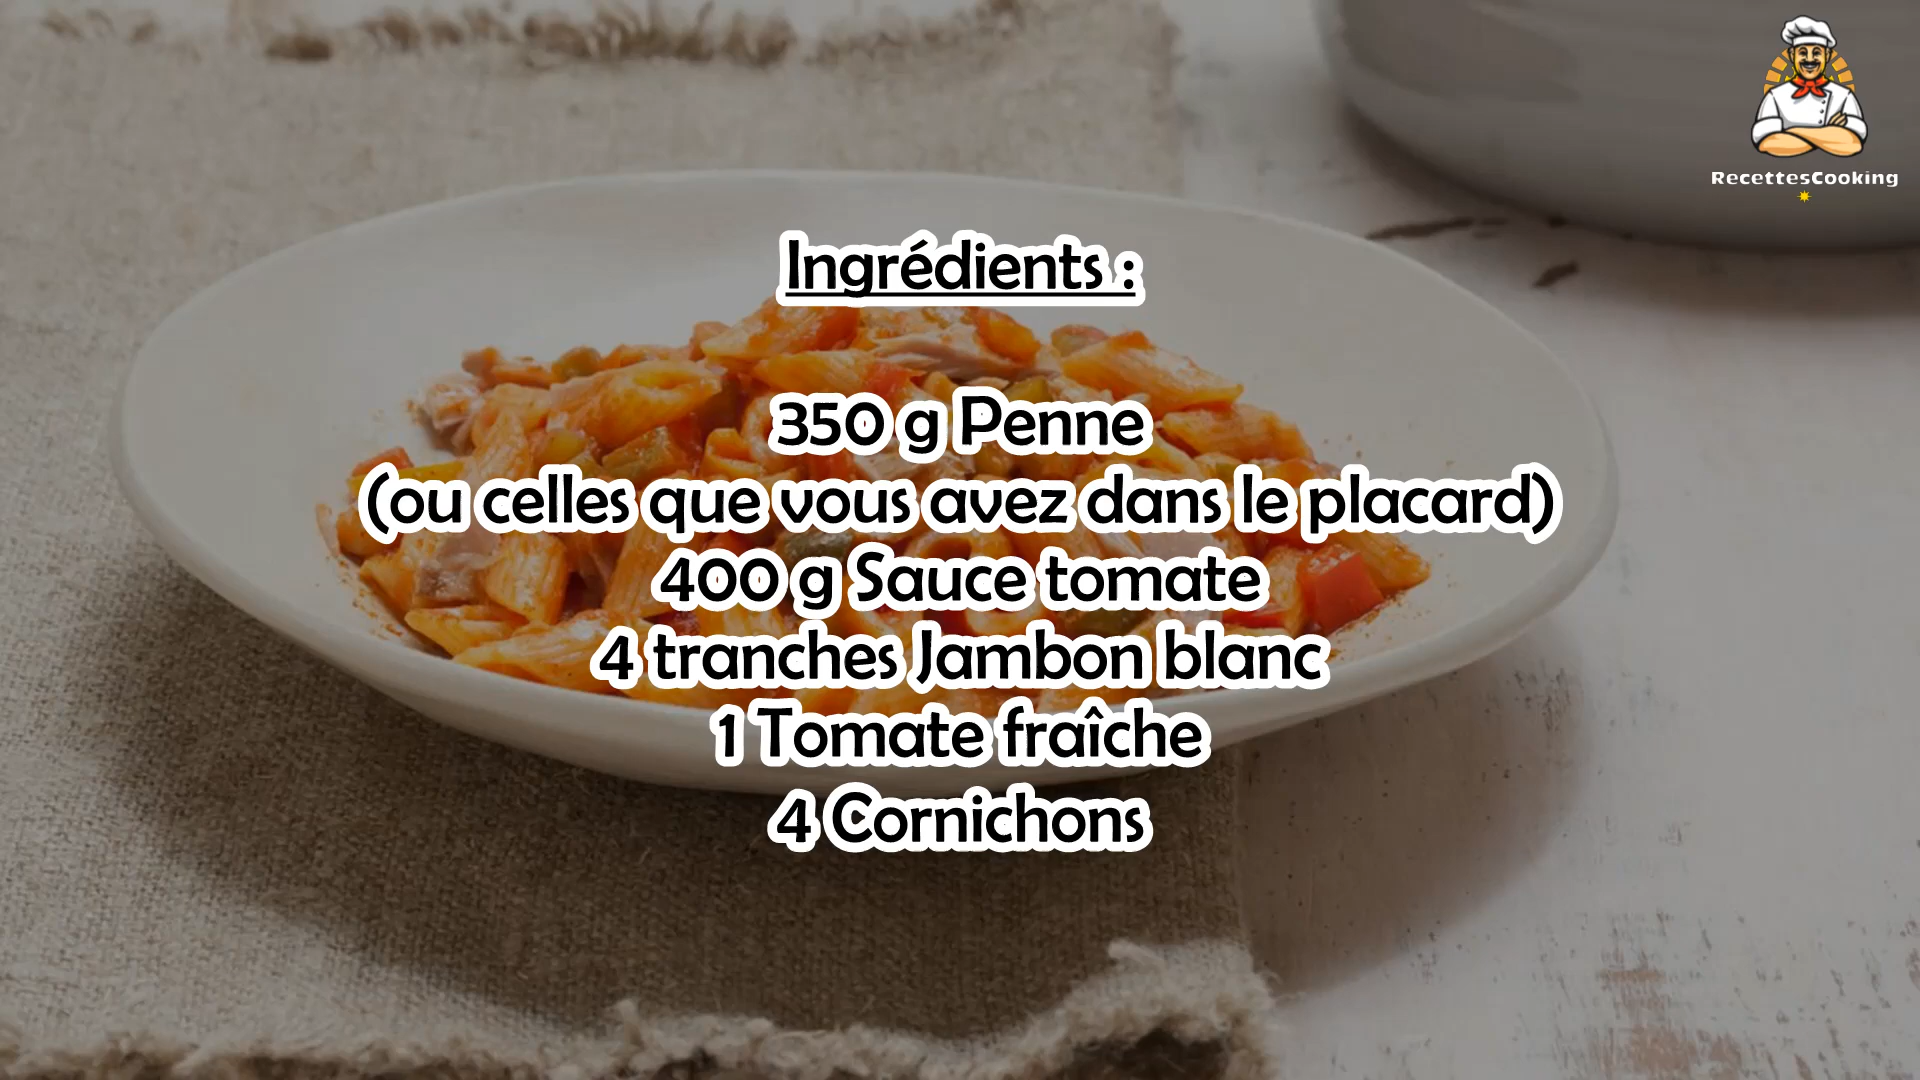 RecettesCooking
Ingrédients :
350 g Penne
(ou celles que vous avez dans le placard)
400 g Sauce tomate
4 tranches Jambon blanc
1 Tomate fraîche
4 Cornichons